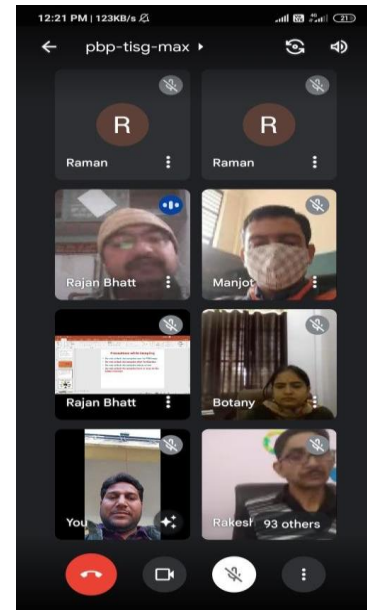 12:21 PM | 123KB/s
4G
21
pbp-tisg-max
R
R
Raman
Raman
Rajan Bhatt
Manjot
Rajan Bhatt
Botany
You
Rakesh
93 others